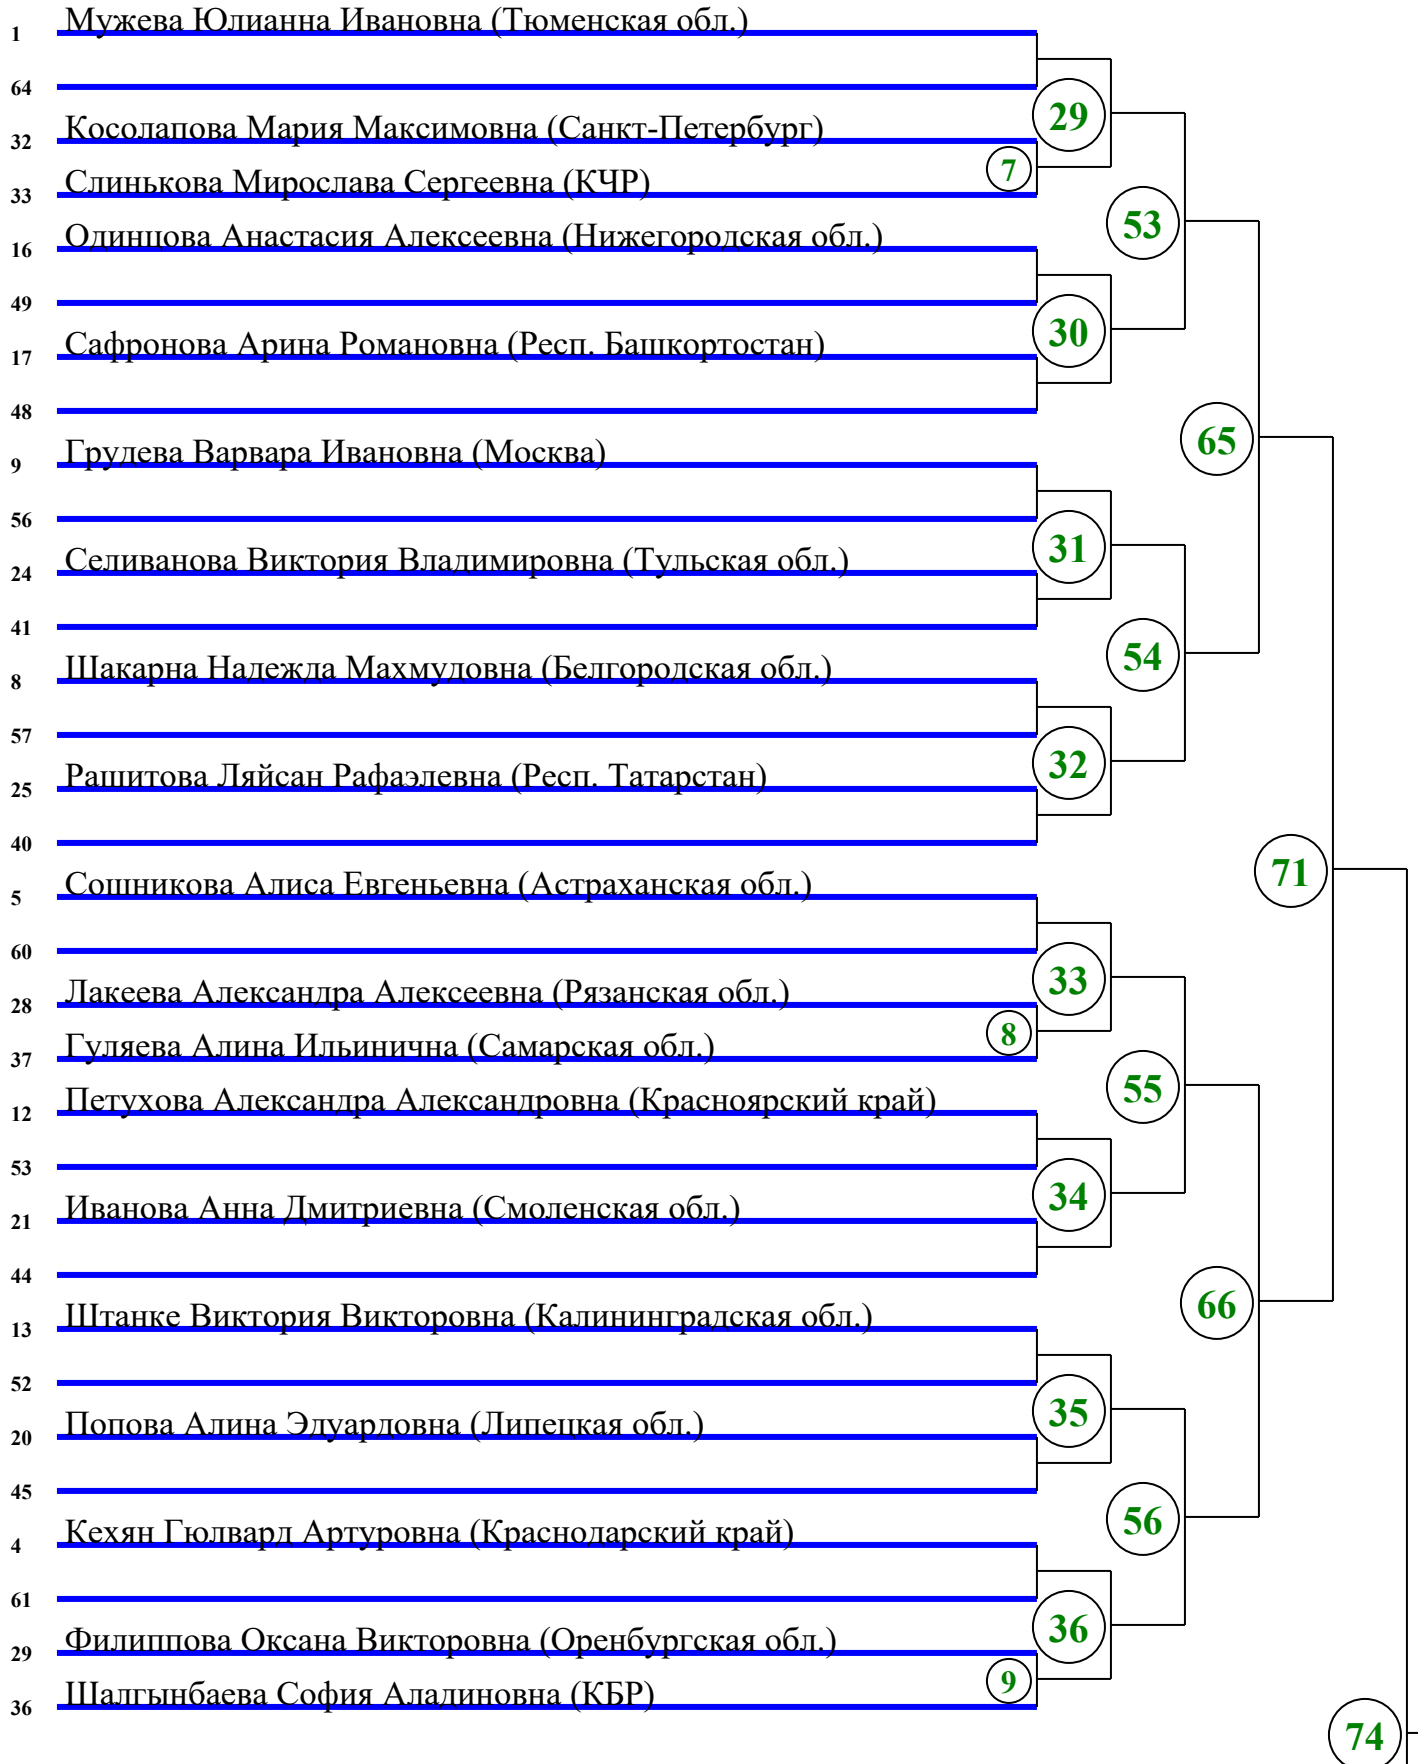 1 Мужева Юлианна Ивановна (Тюменская обл.)
64
29
32 Косолапова Мария Максимовна (Санкт-Петербург)
7
33 Слинькова Мирослава Сергеевна (КЧР)
53
16 Одинцова Анастасия Алексеевна (Нижегородская обл.)
49
30
17 Сафронова Арина Романовна (Респ. Башкортостан)
48
65
9 Грудева Варвара Ивановна (Москва)
56
31
24 Селиванова Виктория Владимировна (Тульская обл.)
41
54
8 Шакарна Надежда Махмудовна (Белгородская обл.)
57
32
25 Рашитова Ляйсан Рафаэлевна (Респ. Татарстан)
40
71
5 Сошникова Алиса Евгеньевна (Астраханская обл.)
60
33
28 Лакеева Александра Алексеевна (Рязанская обл.)
8
37 Гуляева Алина Ильинична (Самарская обл.)
55
12 Петухова Александра Александровна (Красноярский край)
53
34
21 Иванова Анна Дмитриевна (Смоленская обл.)
44
66
13 Штанке Виктория Викторовна (Калининградская обл.)
52
35
20 Попова Алина Эдуардовна (Липецкая обл.)
45
56
4 Кехян Гюлвард Артуровна (Краснодарский край)
61
36
29 Филиппова Оксана Викторовна (Оренбургская обл.)
9
36 Шалгынбаева София Аладиновна (КБР)
74